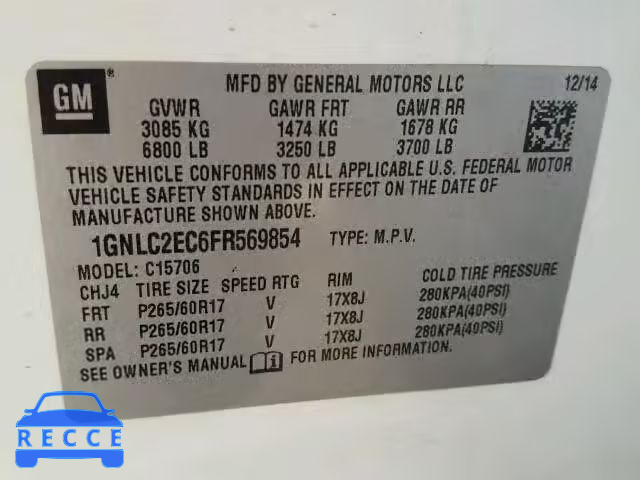 GM®
MFD BY GENERAL MOTORS LLC 12/14
GVWR GAWR FRT GAWR RR
3085 KG 1474 KG 1678 KG
6800 LB 3250 LB 3700 LB
THIS VEHICLE CONFORMS TO ALL APPLICABLE U.S. FEDERAL MOTOR
VEHICLE SAFETY STANDARDS IN EFFECT ON THE DATE OF
MANUFACTURE SHOWN ABOVE.
1GNLC2EC6FR569854 TYPE: M.P.V.
MODEL: C15706
CHJ4 TIRE SIZE SPEED RTG RIM COLD TIRE PRESSURE
FRT P265/60R17 V 17X8J 280KPA(40PSI)
RR P265/60R17 V 17X8J 280KPA(40PSI)
SPA P265/60R17 V 17X8J 280KPA(40PSI)
SEE OWNER'S MANUAL FOR MORE INFORMATION.
RECCE